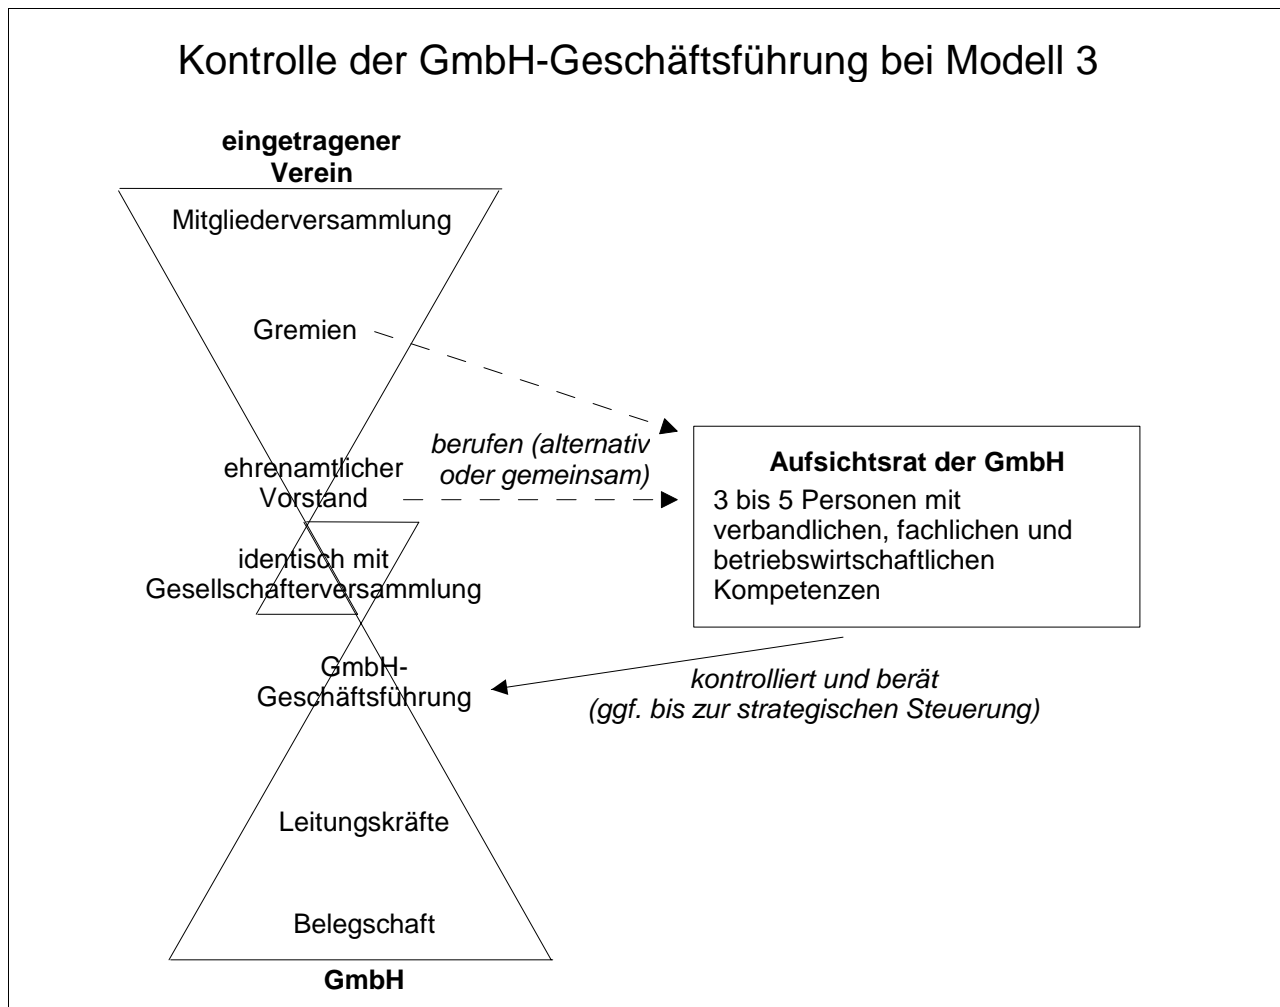 Kontrolle der GmbH-Geschäftsführung bei Modell 3
eingetragener
Verein
Mitgliederversammlung
Gremien
berufen (alternativ
oder gemeinsam)
ehrenamtlicher
Vorstand
Aufsichtsrat der GmbH
3 bis 5 Personen mit
verbandlichen, fachlichen und
betriebswirtschaftlichen
Kompetenzen
identisch mit
Gesellschafterversammlung
GmbH-
Geschäftsführung
kontrolliert und berät
(ggf. bis zur strategischen Steuerung)
Leitungskräfte
Belegschaft
GmbH